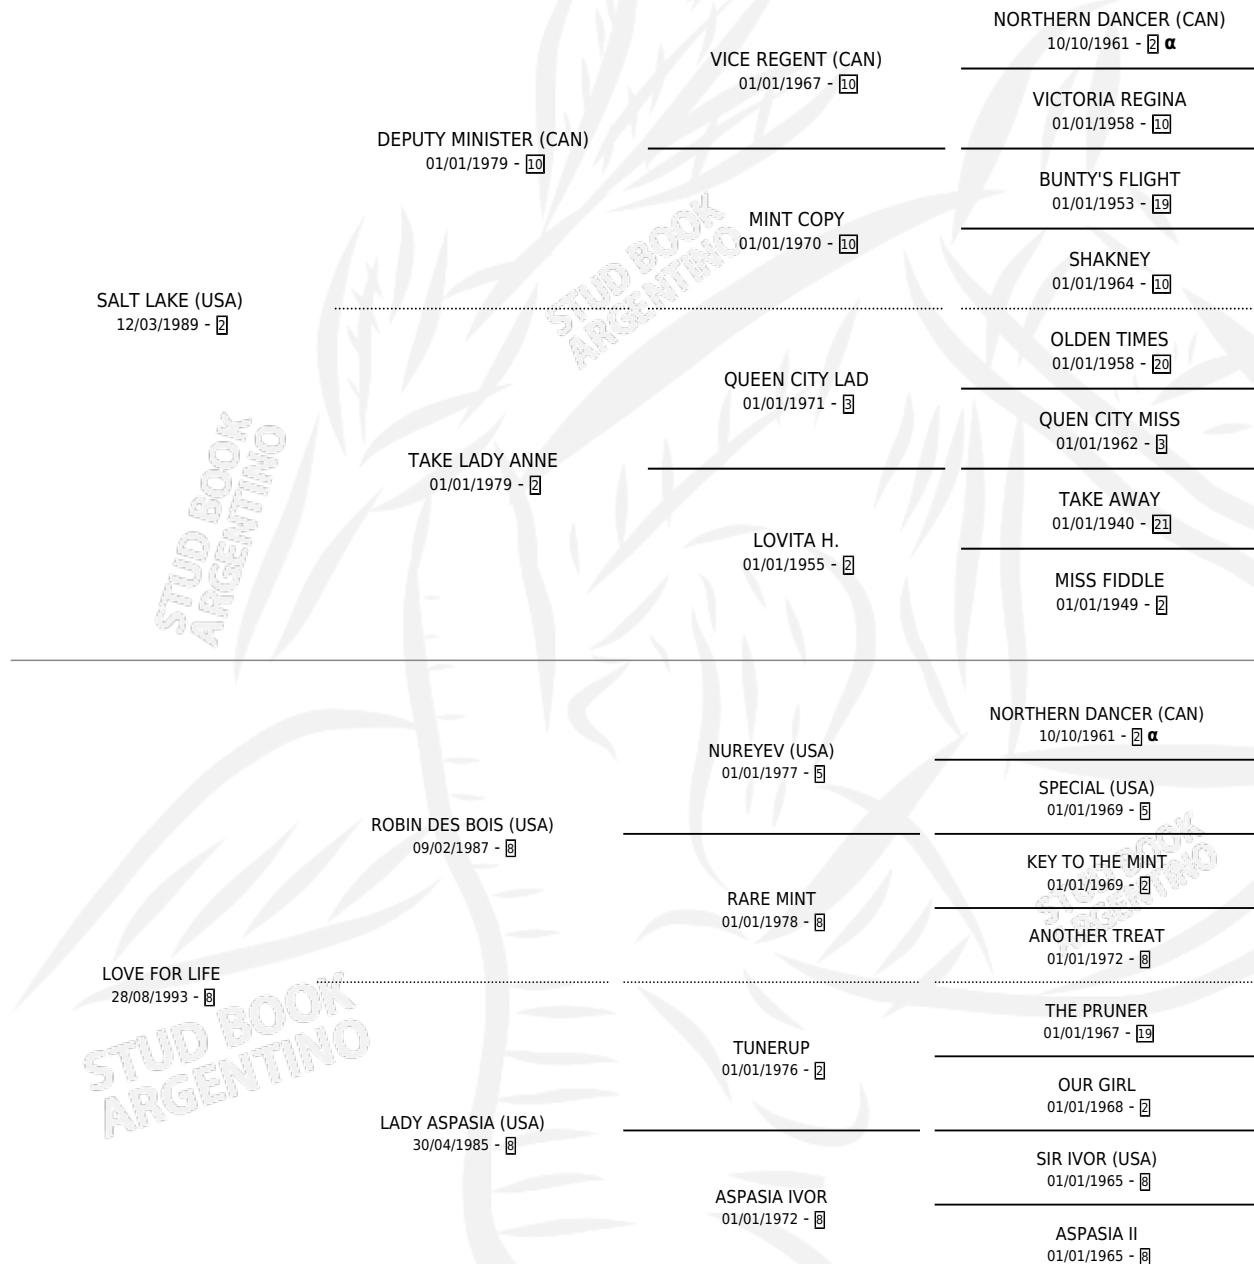 NORTHERN DANCER (CAN)
10/10/1961 - 2 α
VICE REGENT (CAN)
01/01/1967 - 10
VICTORIA REGINA
01/01/1958 - 10
DEPUTY MINISTER (CAN)
01/01/1979 - 10
BUNTY'S FLIGHT
01/01/1953 - 19
MINT COPY
01/01/1970 - 10
SHAKNEY
01/01/1964 - 10
SALT LAKE (USA)
12/03/1989 - 2
OLDEN TIMES
01/01/1958 - 20
QUEEN CITY LAD
01/01/1971 - 3
QUEN CITY MISS
01/01/1962 - 3
TAKE LADY ANNE
01/01/1979 - 2
TAKE AWAY
01/01/1940 - 21
LOVITA H.
01/01/1955 - 2
MISS FIDDLE
01/01/1949 - 2
NORTHERN DANCER (CAN)
10/10/1961 - 2 α
NUREYEV (USA)
01/01/1977 - 5
SPECIAL (USA)
01/01/1969 - 5
ROBIN DES BOIS (USA)
09/02/1987 - 8
KEY TO THE MINT
01/01/1969 - 2
RARE MINT
01/01/1978 - 8
ANOTHER TREAT
01/01/1972 - 8
LOVE FOR LIFE
28/08/1993 - 8
THE PRUNER
01/01/1967 - 19
TUNERUP
01/01/1976 - 2
OUR GIRL
01/01/1968 - 2
LADY ASPASIA (USA)
30/04/1985 - 8
SIR IVOR (USA)
01/01/1965 - 8
ASPASIA IVOR
01/01/1972 - 8
ASPASIA II
01/01/1965 - 8
STUD BOOK
ARGENTINO
STUD BOOK
ARGENTINO
STUD BOOK
ARGENTINO
STUD BOOK
ARGENTINO